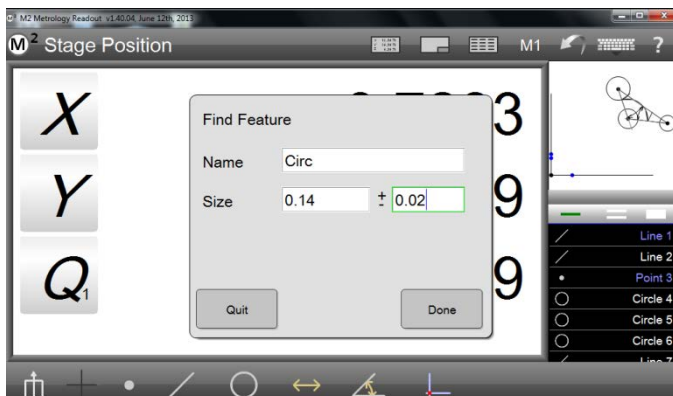 M2 Metrology Readout v1.40.04, June 12th, 2013
M² Stage Position
M1
?
X
3
Y
9
Q1
9
Find Feature
Name Circ
Size 0.14 ± 0.02
Quit Done
Line 1
Line 2
Point 3
Circle 4
Circle 5
Circle 6
Line 7